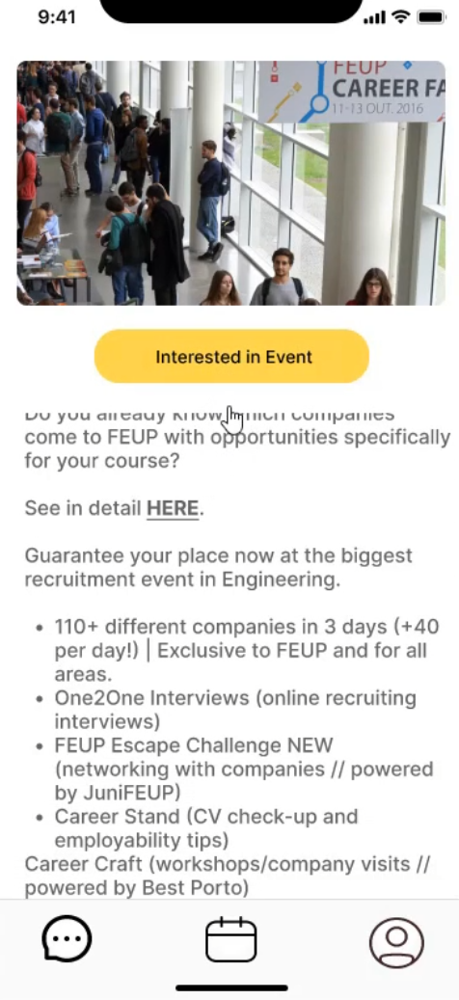 9:41
FEUP
CAREER FA
11-13 OUT. 2016
Interested in Event
Do you already know which companies
come to FEUP with opportunities specifically
for your course?
See in detail HERE.
Guarantee your place now at the biggest
recruitment event in Engineering.
• 110+ different companies in 3 days (+40
per day!) | Exclusive to FEUP and for all
areas.
• One2One Interviews (online recruiting
interviews)
• FEUP Escape Challenge NEW
(networking with companies // powered
by JuniFEUP)
• Career Stand (CV check-up and
employability tips)
Career Craft (workshops/company visits //
powered by Best Porto)